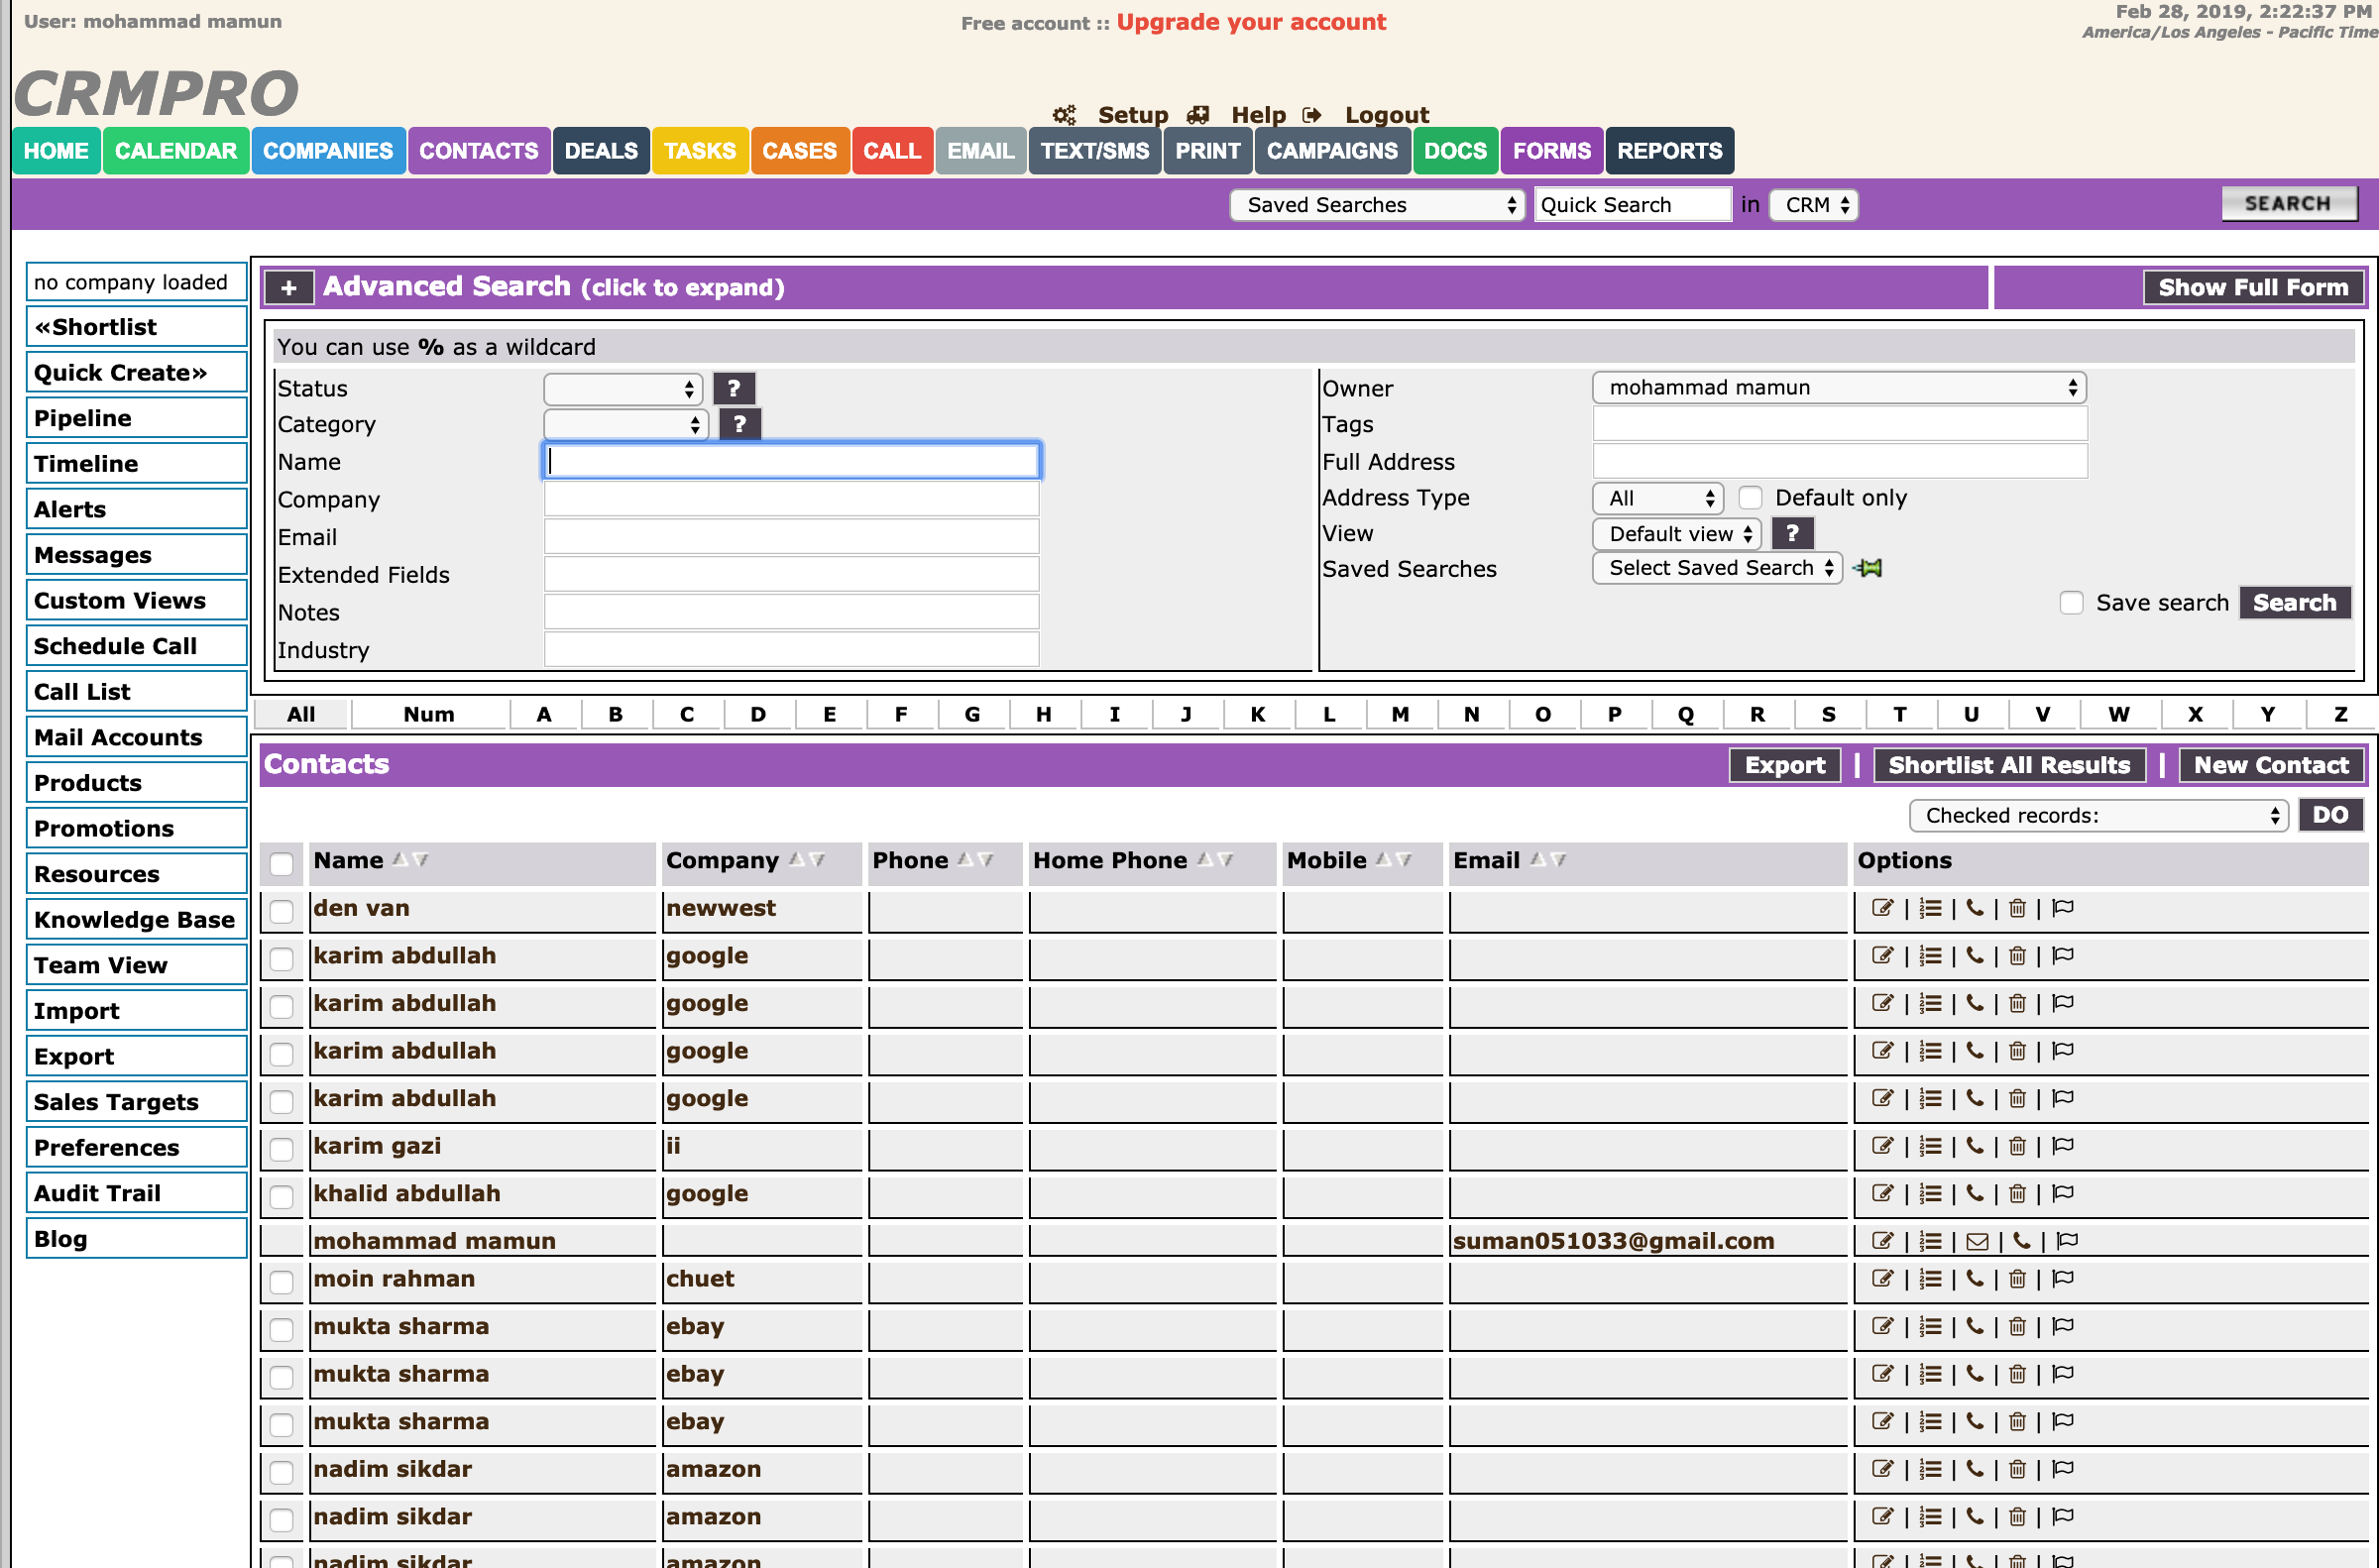 User: mohammad mamun
Free account :: Upgrade your account
Feb 28, 2019, 2:22:37 PM
America/Los Angeles - Pacific Time
CRMPRO
Setup Help Logout
HOME CALENDAR COMPANIES CONTACTS DEALS TASKS CASES CALL EMAIL TEXT/SMS PRINT CAMPAIGNS DOCS FORMS REPORTS
Saved Searches Quick Search in CRM SEARCH
no company loaded
«Shortlist
Quick Create»
Pipeline
Timeline
Alerts
Messages
Custom Views
Schedule Call
Call List
Mail Accounts
Products
Promotions
Resources
Knowledge Base
Team View
Import
Export
Sales Targets
Preferences
Audit Trail
Blog
+ Advanced Search (click to expand) Show Full Form
You can use % as a wildcard
Status ?
Category ?
Name
Company
Email
Extended Fields
Notes
Industry
Owner mohammad mamun
Tags
Full Address
Address Type All Default only
View Default view ?
Saved Searches Select Saved Search
Save search Search
All Num A B C D E F G H I J K L M N O P Q R S T U V W X Y Z
Contacts Export | Shortlist All Results | New Contact
Checked records: DO
Name Company Phone Home Phone Mobile Email Options
den van newwest | | | |
karim abdullah google | | | |
karim abdullah google | | | |
karim abdullah google | | | |
karim abdullah google | | | |
karim gazi ii | | | |
khalid abdullah google | | | |
mohammad mamun suman051033@gmail.com | | | |
moin rahman chuet | | | |
mukta sharma ebay | | | |
mukta sharma ebay | | | |
mukta sharma ebay | | | |
nadim sikdar amazon | | | |
nadim sikdar amazon | | | |
nadim sikdar amazon | | | |